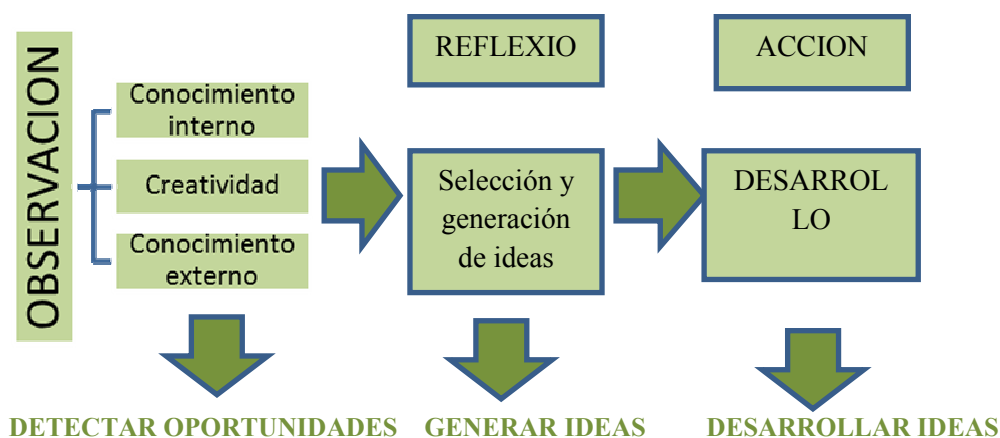 OBSERVACION
Conocimiento
interno
Creatividad
Conocimiento
externo
REFLEXIO
Selección y
generación
de ideas
ACCION
DESARROL
LO
DETECTAR OPORTUNIDADES
GENERAR IDEAS
DESARROLLAR IDEAS